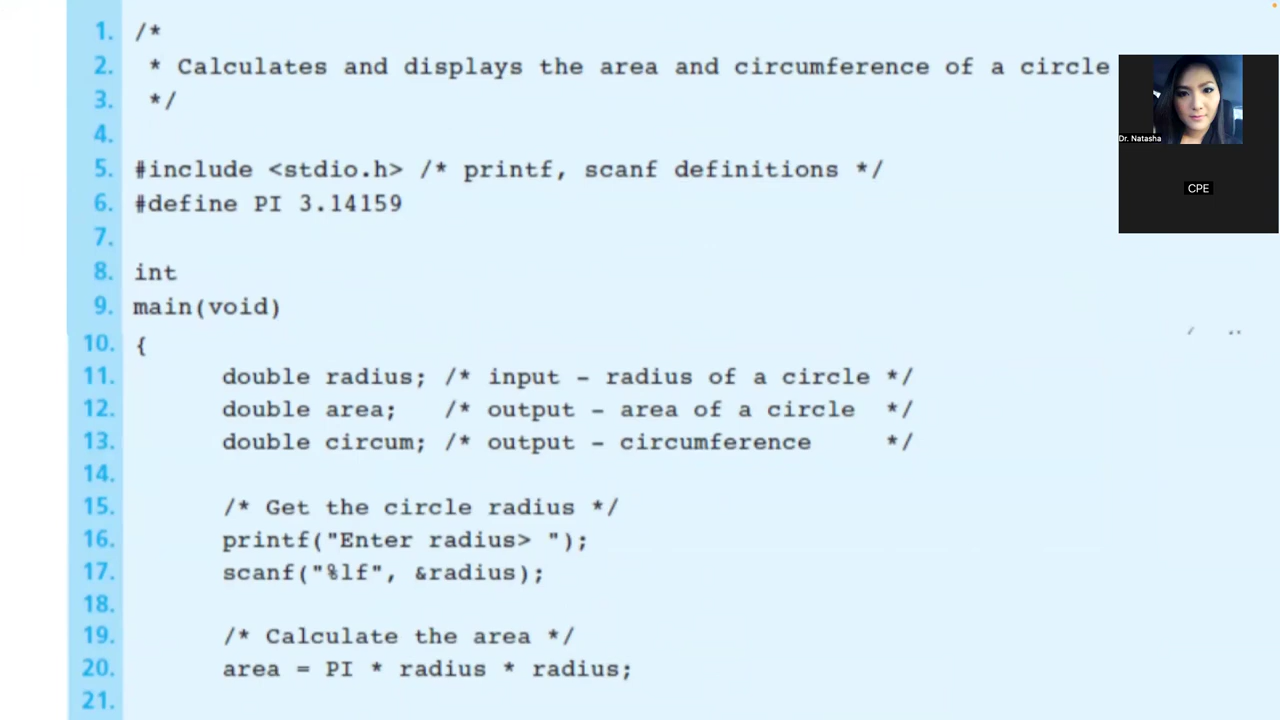 1. /*
2. * Calculates and displays the area and circumference of a circle
3. */
4.
5. #include <stdio.h> /* printf, scanf definitions */
6. #define PI 3.14159
7.
8. int
9. main(void)
10. {
11. double radius; /* input - radius of a circle */
12. double area; /* output - area of a circle */
13. double circum; /* output - circumference */
14.
15. /* Get the circle radius */
16. printf("Enter radius> ");
17. scanf("%lf", &radius);
18.
19. /* Calculate the area */
20. area = PI * radius * radius;
21.
Dr. Natasha
CPE